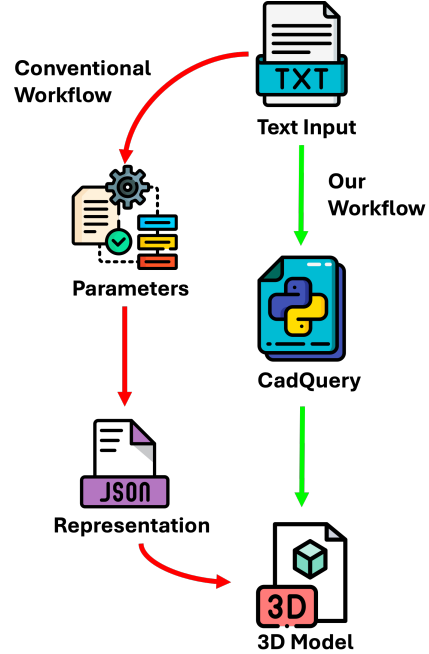 TXT
Text Input
Conventional
Workflow
Our
Workflow
Parameters
CadQuery
JSON
Representation
3D
3D Model